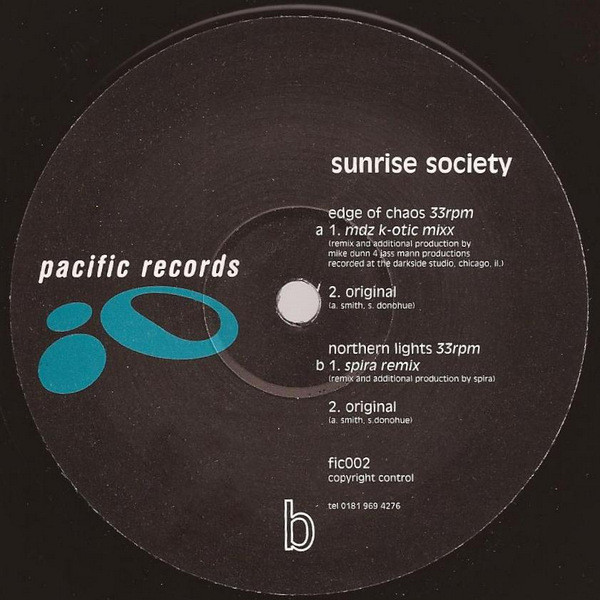 sunrise society
edge of chaos 33rpm
a 1. mdz k-otic mixx
(remix and additional production by
mike dunn 4 jass mann productions
recorded at the darkside studio, chicago, il.)
2. original
(a. smith, s. donohue)
pacific records
northern lights 33rpm
b 1. spira remix
(remix and additional production by spira)
2. original
(a. smith, s.donohue)
fic002
copyright control
tel 0181 969 4276
b